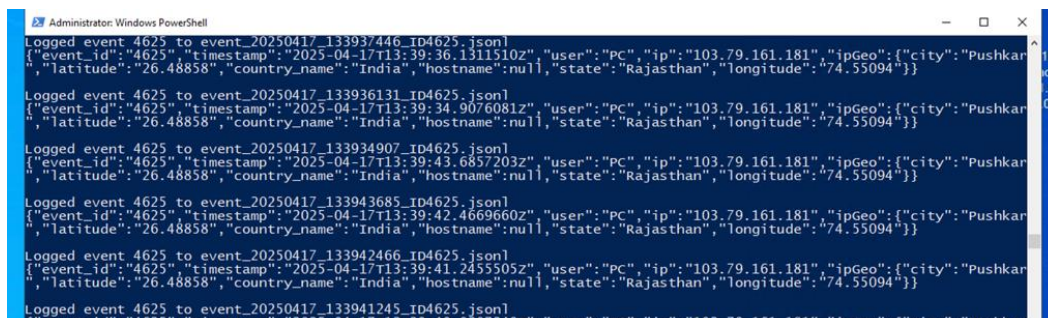 Administrator: Windows PowerShell
Logged event 4625 to event_20250417_133937446_ID4625.jsonl
{"event_id":"4625","timestamp":"2025-04-17T13:39:36.1311510Z","user":"PC","ip":"103.79.161.181","ipGeo":{"city":"Pushkar
","latitude":"26.48858","country_name":"India","hostname":null,"state":"Rajasthan","longitude":"74.55094"}}
Logged event 4625 to event_20250417_133936131_ID4625.jsonl
{"event_id":"4625","timestamp":"2025-04-17T13:39:34.9076081Z","user":"PC","ip":"103.79.161.181","ipGeo":{"city":"Pushkar
","latitude":"26.48858","country_name":"India","hostname":null,"state":"Rajasthan","longitude":"74.55094"}}
Logged event 4625 to event_20250417_133934907_ID4625.jsonl
{"event_id":"4625","timestamp":"2025-04-17T13:39:43.6857203Z","user":"PC","ip":"103.79.161.181","ipGeo":{"city":"Pushkar
","latitude":"26.48858","country_name":"India","hostname":null,"state":"Rajasthan","longitude":"74.55094"}}
Logged event 4625 to event_20250417_133943685_ID4625.jsonl
{"event_id":"4625","timestamp":"2025-04-17T13:39:42.4669660Z","user":"PC","ip":"103.79.161.181","ipGeo":{"city":"Pushkar
","latitude":"26.48858","country_name":"India","hostname":null,"state":"Rajasthan","longitude":"74.55094"}}
Logged event 4625 to event_20250417_133942466_ID4625.jsonl
{"event_id":"4625","timestamp":"2025-04-17T13:39:41.2455505Z","user":"PC","ip":"103.79.161.181","ipGeo":{"city":"Pushkar
","latitude":"26.48858","country_name":"India","hostname":null,"state":"Rajasthan","longitude":"74.55094"}}
Logged event 4625 to event_20250417_133941245_ID4625.jsonl